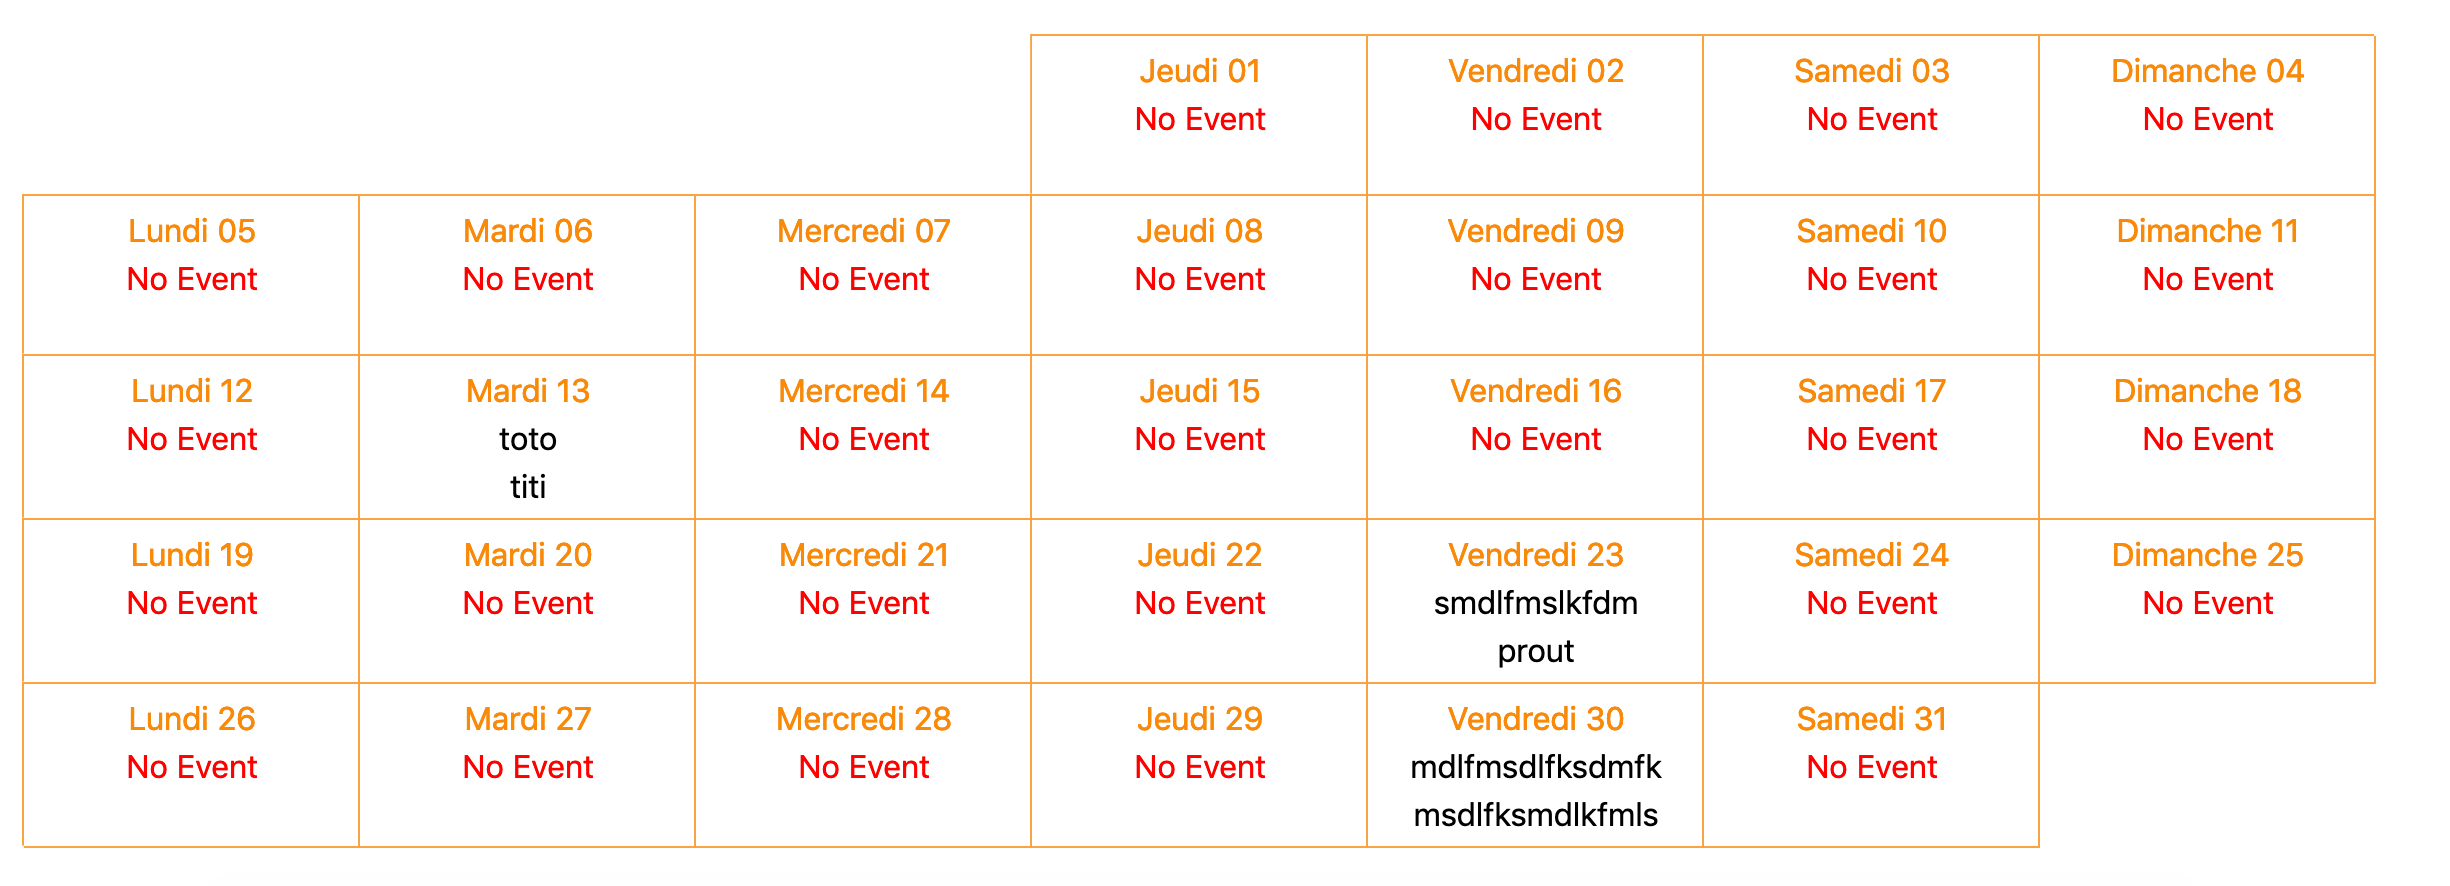 Jeudi 01
No Event
Vendredi 02
No Event
Samedi 03
No Event
Dimanche 04
No Event
Lundi 05
No Event
Mardi 06
No Event
Mercredi 07
No Event
Jeudi 08
No Event
Vendredi 09
No Event
Samedi 10
No Event
Dimanche 11
No Event
Lundi 12
No Event
Mardi 13
toto
titi
Mercredi 14
No Event
Jeudi 15
No Event
Vendredi 16
No Event
Samedi 17
No Event
Dimanche 18
No Event
Lundi 19
No Event
Mardi 20
No Event
Mercredi 21
No Event
Jeudi 22
No Event
Vendredi 23
smdlfmslkfdm
prout
Samedi 24
No Event
Dimanche 25
No Event
Lundi 26
No Event
Mardi 27
No Event
Mercredi 28
No Event
Jeudi 29
No Event
Vendredi 30
mdlfmsdlfksdmfk
msdlfksmdlkfmls
Samedi 31
No Event